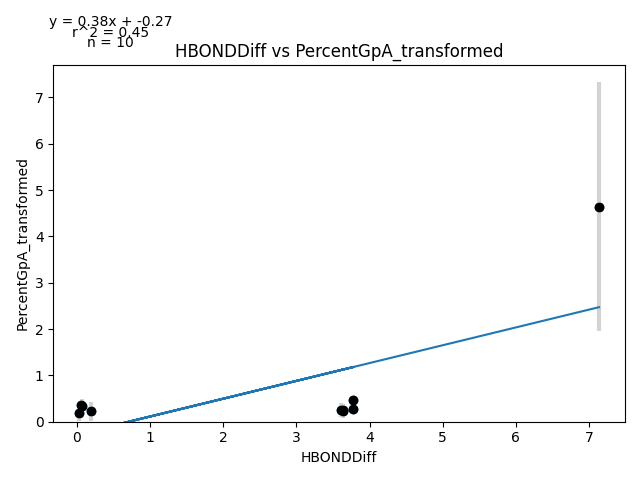 y = 0.38x + -0.27
r^2 = 0.45
n = 10
HBONDDiff vs PercentGpA_transformed
7
6
5
4
3
2
1
0
PercentGpA_transformed
0 1 2 3 4 5 6 7
HBONDDiff